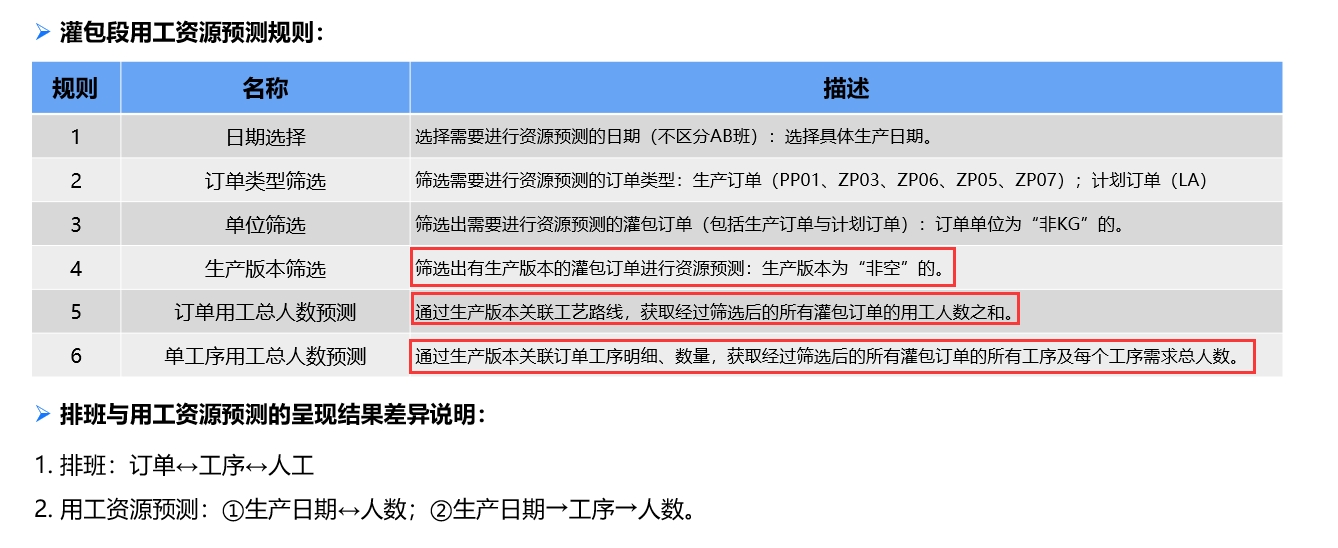 灌包段用工资源预测规则：
规则 名称 描述
1 日期选择 选择需要进行资源预测的日期（不区分AB班）：选择具体生产日期。
2 订单类型筛选 筛选需要进行资源预测的订单类型：生产订单（PP01、ZP03、ZP06、ZP05、ZP07）；计划订单（LA）
3 单位筛选 筛选出需要进行资源预测的灌包订单（包括生产订单与计划订单）：订单单位为“非KG”的。
4 生产版本筛选 筛选出有生产版本的灌包订单进行资源预测：生产版本为“非空”的。
5 订单用工总人数预测 通过生产版本关联工艺路线，获取经过筛选后的所有灌包订单的用工人数之和。
6 单工序用工总人数预测 通过生产版本关联订单工序明细、数量，获取经过筛选后的所有灌包订单的所有工序及每个工序需求总人数。
排班与用工资源预测的呈现结果差异说明：
1. 排班：订单↔工序↔人工
2. 用工资源预测：①生产日期↔人数；②生产日期→工序→人数。